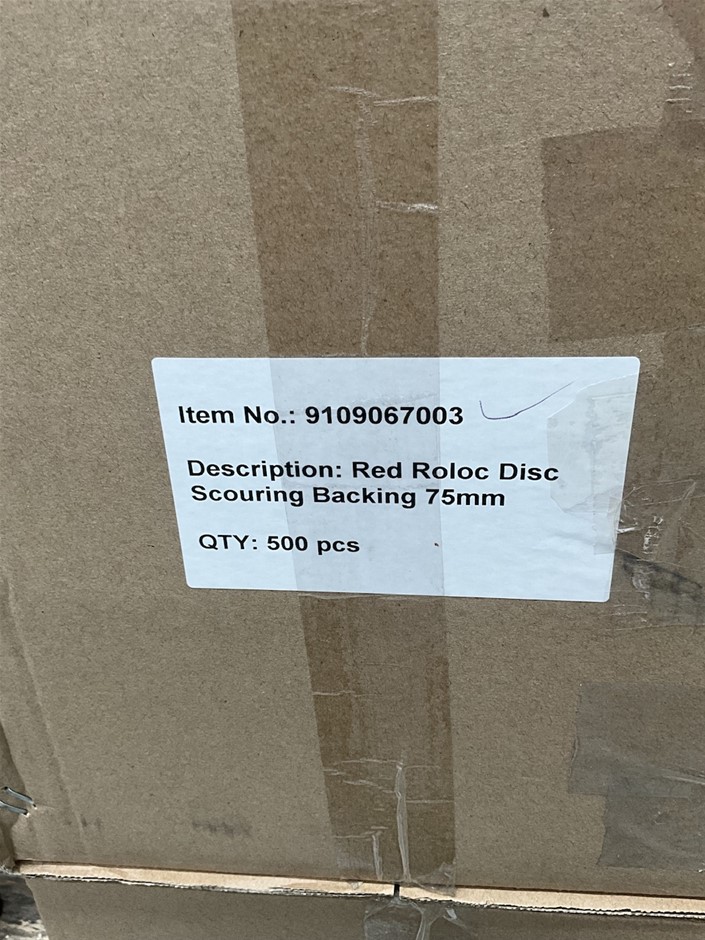 Item No.: 9109067003
Description: Red Roloc Disc
Scouring Backing 75mm
QTY: 500 pcs